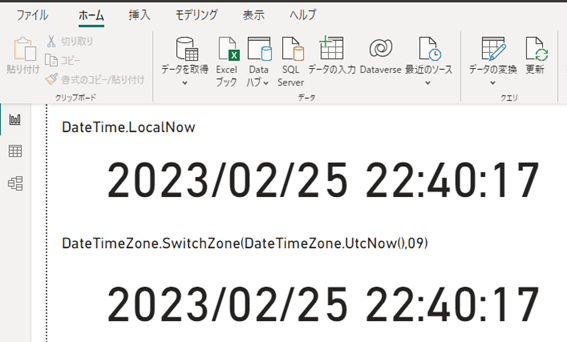 ファイル ホーム 挿入 モデリング 表示 ヘルプ
貼り付け
切り取り
コピー
書式のコピー/貼り付け
クリップボード
データを取得
Excel
ブック
Data
ハブ
SQL
Server
データの入力
Dataverse
最近のソース
データ
データの変換
更新
クエリ
DateTime.LocalNow
2023/02/25 22:40:17
DateTimeZone.SwitchZone(DateTimeZone.UtcNow(),09)
2023/02/25 22:40:17